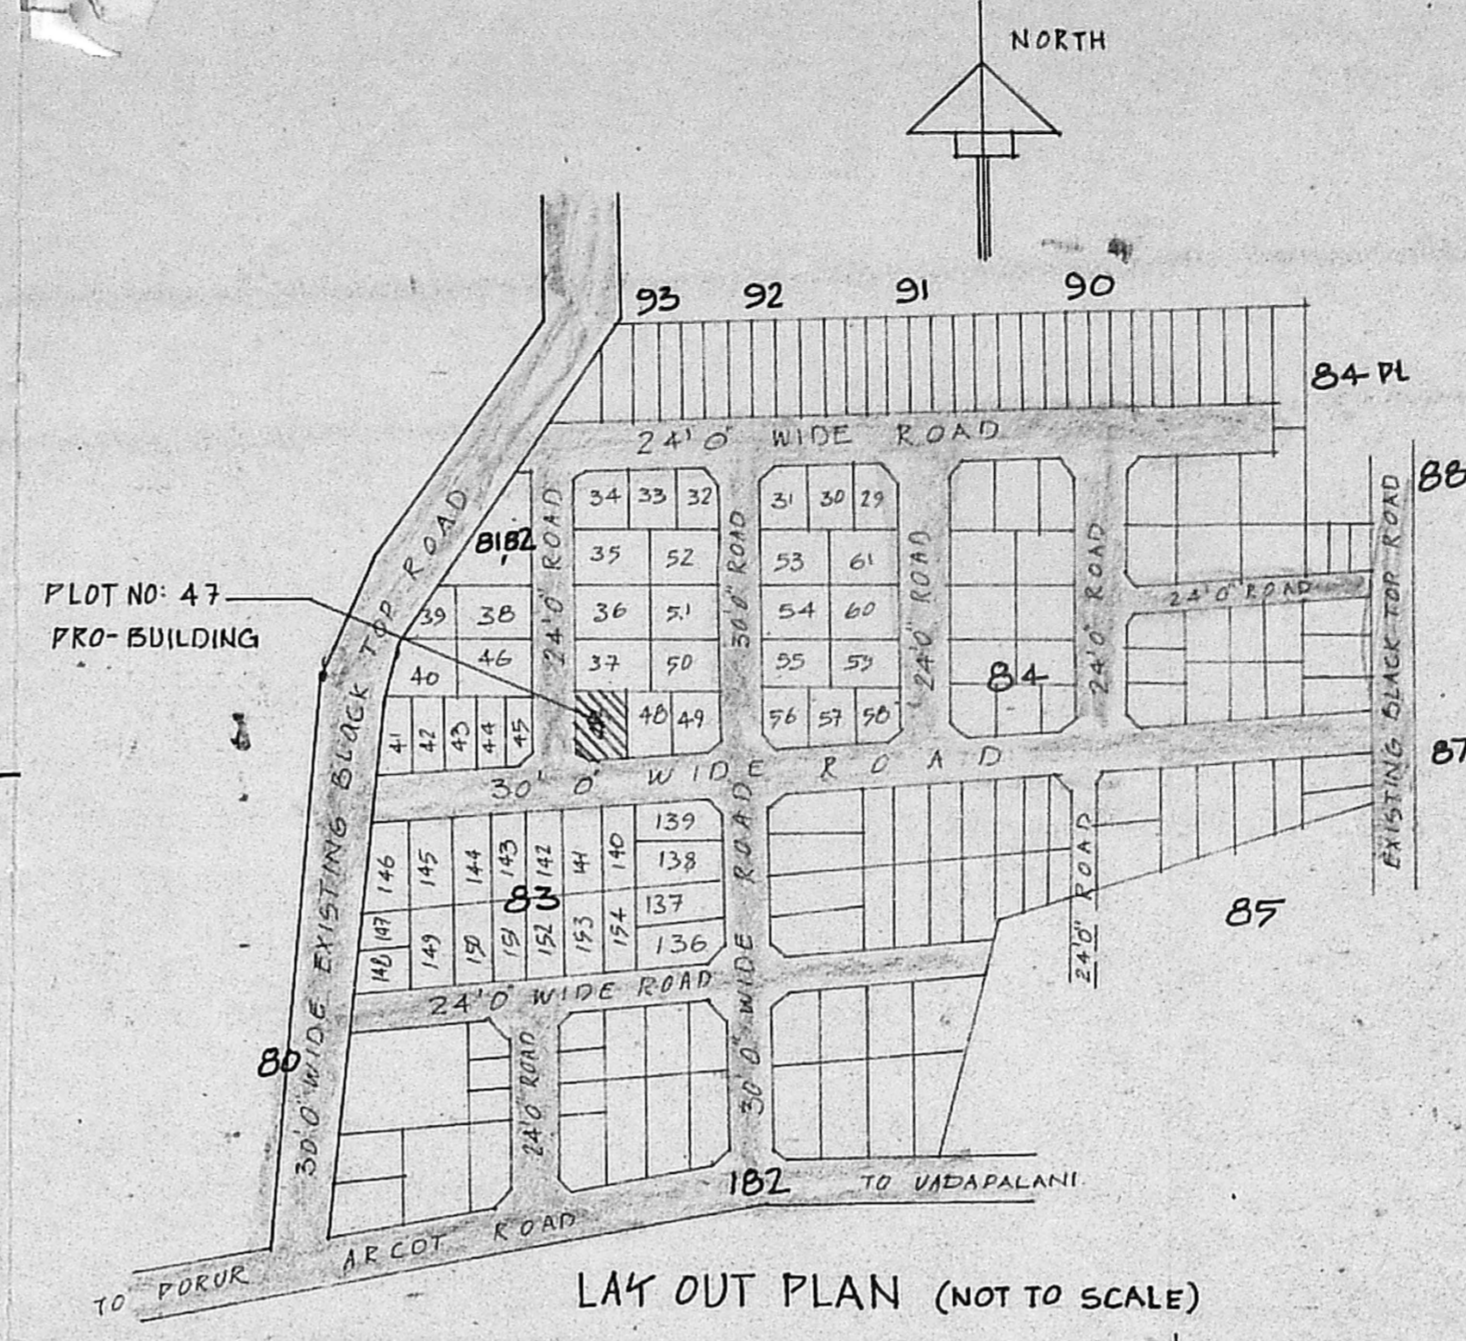 NORTH
93 92 91 90
84 PL
24'0" WIDE ROAD
88
34 33 32 31 30 29
8182
35 52 53 61
PLOT NO: 47
PRO-BUILDING
39 38 36 51 54 60
24'0" ROAD
24'0" ROAD
30'0" ROAD
24'0" ROAD
24'0" ROAD
40 46 37 50 55 59
84
41 42 43 44 45
48 49 56 57 58
30'0" WIDE ROAD
87
EXISTING BLACK TOP ROAD
30'0" WIDE EXISTING BLACK TOP ROAD
146 145 144 143 142 141 140 139
138
83
137
147 148 149 150 151 152 153 154 136
85
24'0" ROAD
24'0" WIDE ROAD
30'0" WIDE ROAD
80
24'0" ROAD
182
TO VADAPALANI
ARCOT ROAD
TO PORUR
LAY OUT PLAN (NOT TO SCALE)